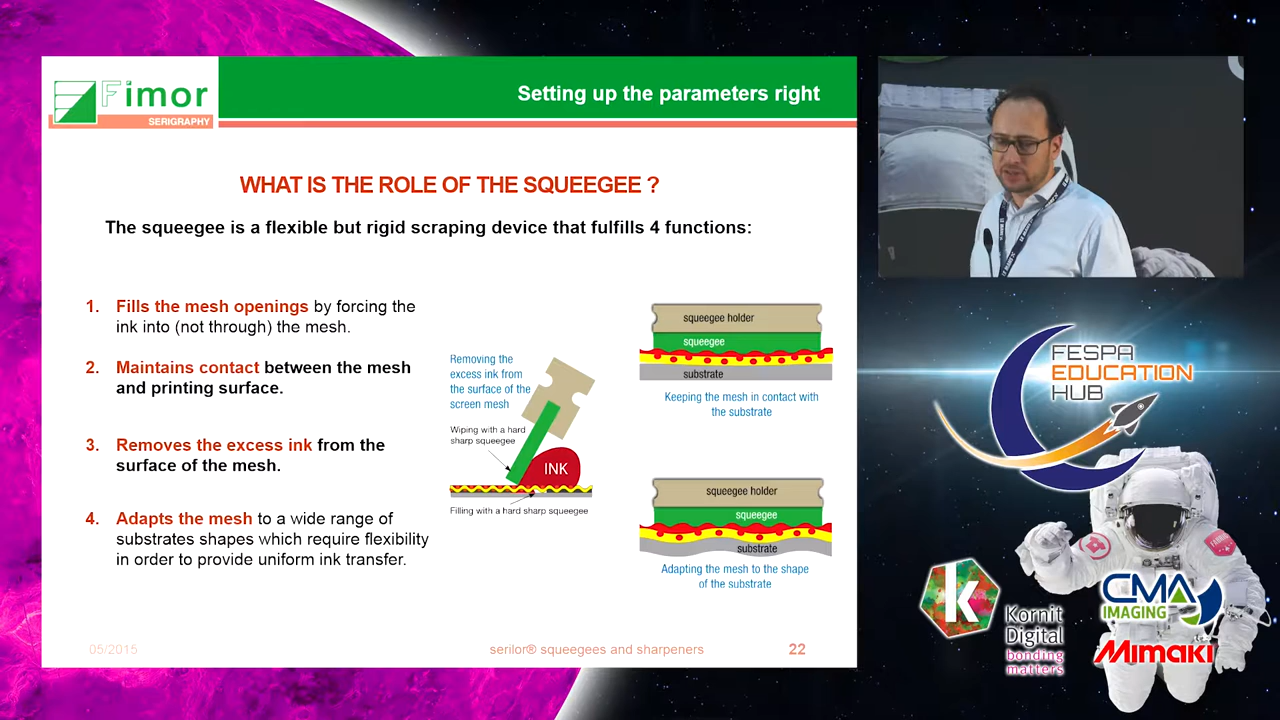 Fimor
SERIGRAPHY
Setting up the parameters right
WHAT IS THE ROLE OF THE SQUEEGEE ?
The squeegee is a flexible but rigid scraping device that fulfills 4 functions:
1. Fills the mesh openings by forcing the
ink into (not through) the mesh.
2. Maintains contact between the mesh
and printing surface.
3. Removes the excess ink from the
surface of the mesh.
4. Adapts the mesh to a wide range of
substrates shapes which require flexibility
in order to provide uniform ink transfer.
Removing the
excess ink from
the surface of the
screen mesh
Wiping with a hard
sharp squeegee
INK
Filling with a hard sharp squeegee
squeegee holder
squeegee
substrate
Keeping the mesh in contact with
the substrate
squeegee holder
squeegee
substrate
Adapting the mesh to the shape
of the substrate
05/2015
serilor® squeegees and sharpeners
22
FESPA
EDUCATION
HUB
k
Kornit
Digital
bonding
matters
CMA
IMAGING
Mimaki